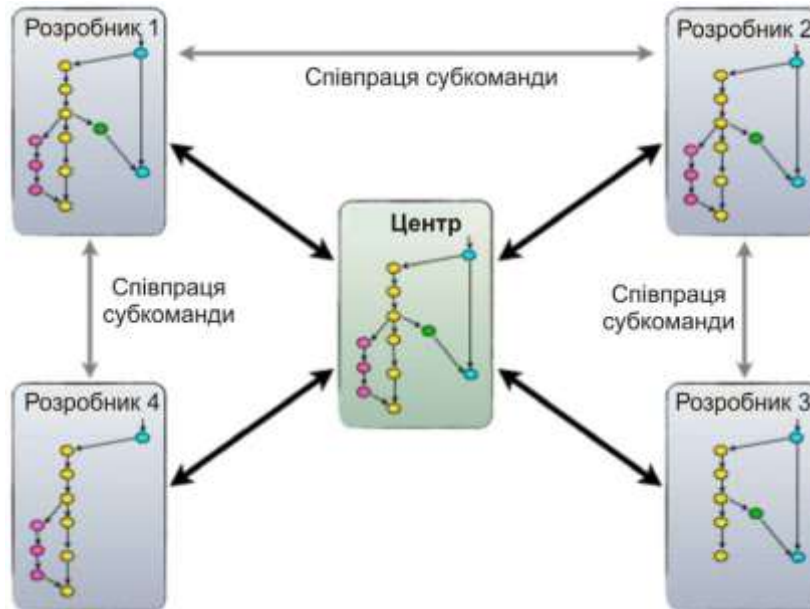 Розробник 1
Розробник 2
Співпраця субкоманди
Центр
Співпраця
субкоманди
Співпраця
субкоманди
Розробник 4
Розробник 3